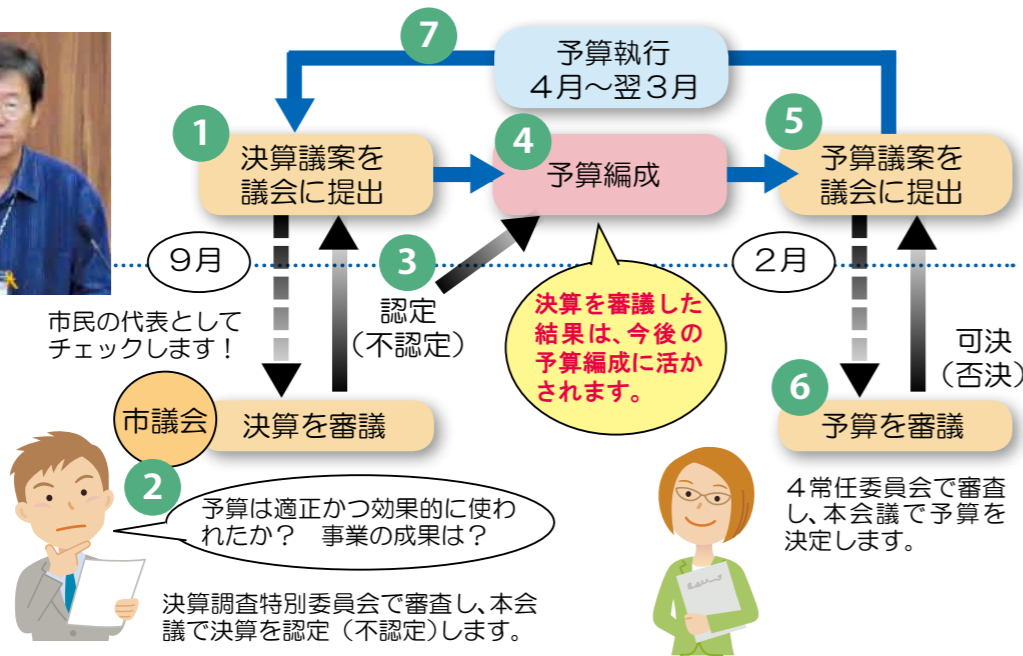 7
予算執行
4月～翌3月
1
決算議案を
議会に提出
4
予算編成
5
予算議案を
議会に提出
9月
3
認定
（不認定）
2月
市民の代表として
チェックします！
決算を審議した
結果は、今後の
予算編成に活か
されます。
可決
（否決）
市議会
決算を審議
6
予算を審議
2
予算は適正かつ効果的に使わ
れたか？　事業の成果は？
4常任委員会で審査
し、本会議で予算を
決定します。
決算調査特別委員会で審査し、本会
議で決算を認定（不認定）します。